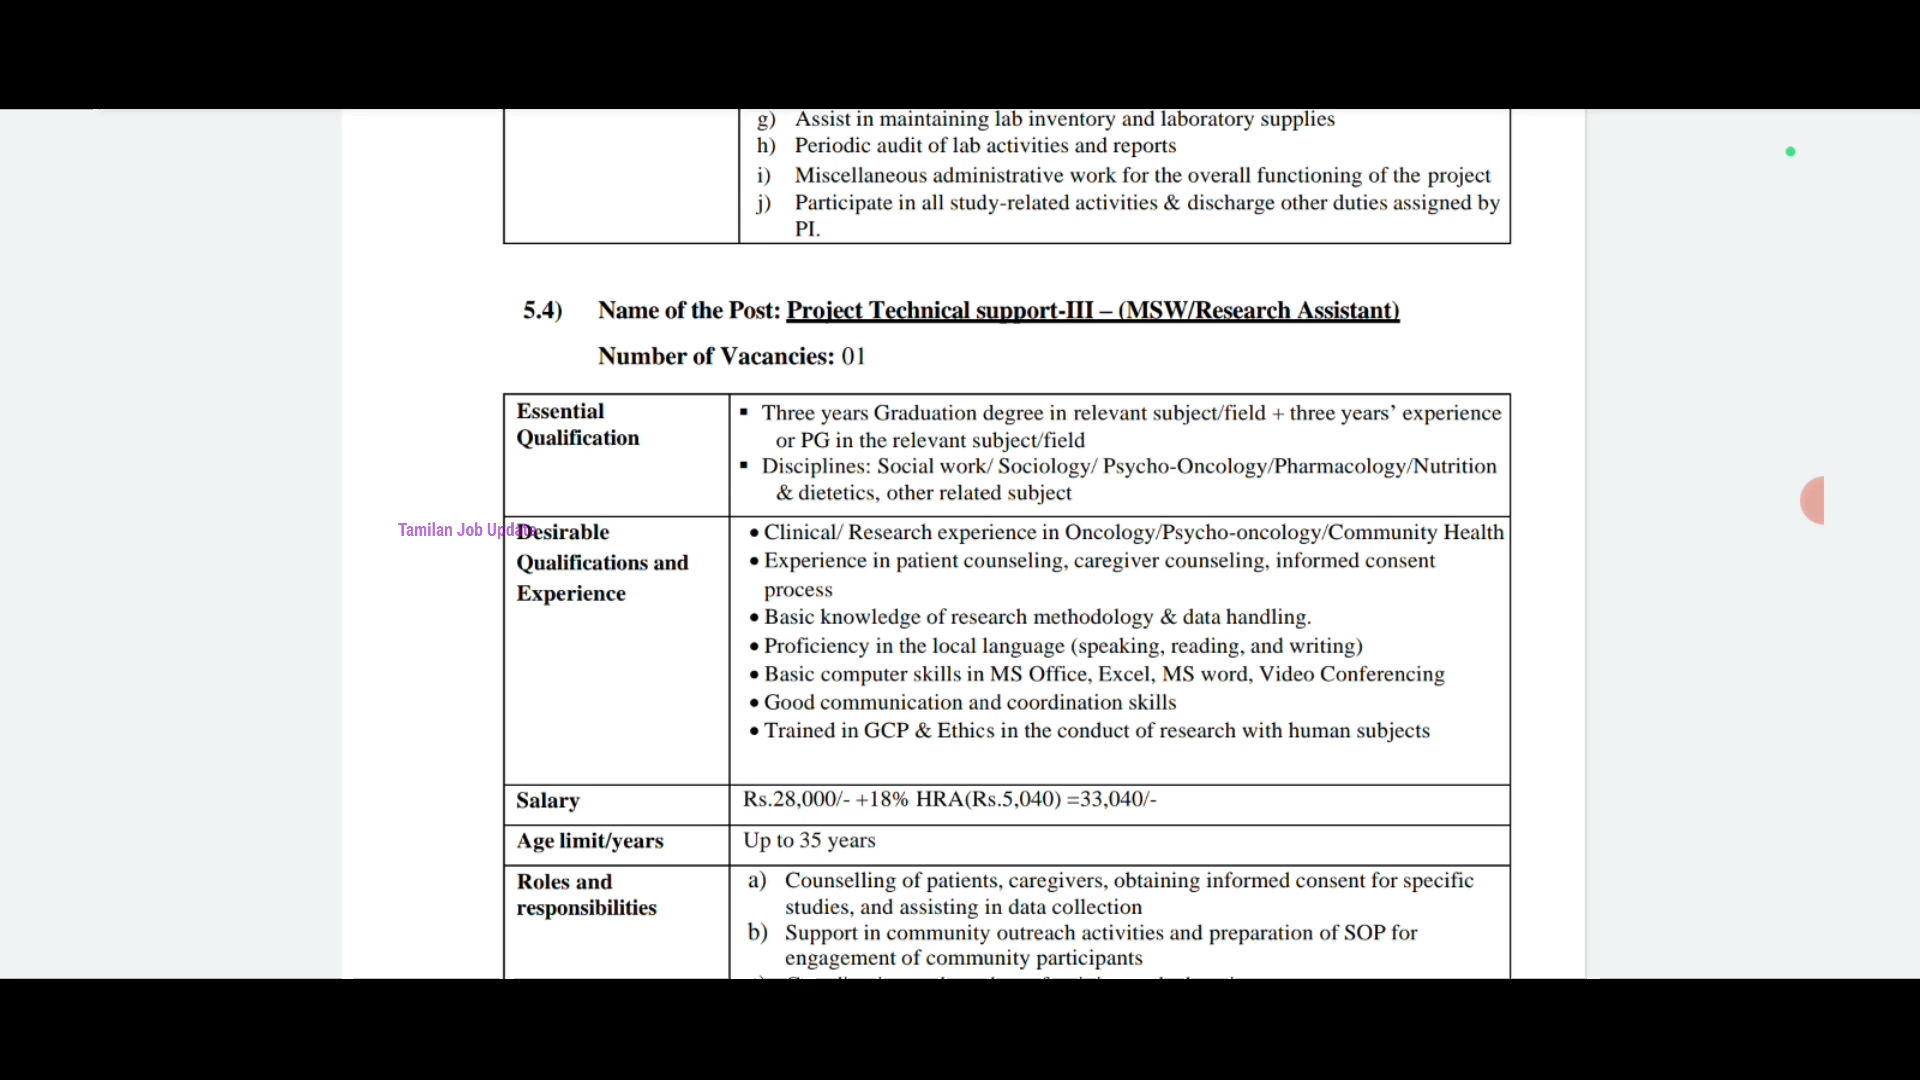 g) Assist in maintaining lab inventory and laboratory supplies
h) Periodic audit of lab activities and reports
i) Miscellaneous administrative work for the overall functioning of the project
j) Participate in all study-related activities & discharge other duties assigned by
PI.
5.4) Name of the Post: Project Technical support-III – (MSW/Research Assistant)
Number of Vacancies: 01
Essential
Qualification
▪ Three years Graduation degree in relevant subject/field + three years’ experience
or PG in the relevant subject/field
▪ Disciplines: Social work/ Sociology/ Psycho-Oncology/Pharmacology/Nutrition
& dietetics, other related subject
Tamilan Job Update
Desirable
Qualifications and
Experience
• Clinical/ Research experience in Oncology/Psycho-oncology/Community Health
• Experience in patient counseling, caregiver counseling, informed consent
process
• Basic knowledge of research methodology & data handling.
• Proficiency in the local language (speaking, reading, and writing)
• Basic computer skills in MS Office, Excel, MS word, Video Conferencing
• Good communication and coordination skills
• Trained in GCP & Ethics in the conduct of research with human subjects
Salary
Rs.28,000/- +18% HRA(Rs.5,040) =33,040/-
Age limit/years
Up to 35 years
Roles and
responsibilities
a) Counselling of patients, caregivers, obtaining informed consent for specific
studies, and assisting in data collection
b) Support in community outreach activities and preparation of SOP for
engagement of community participants